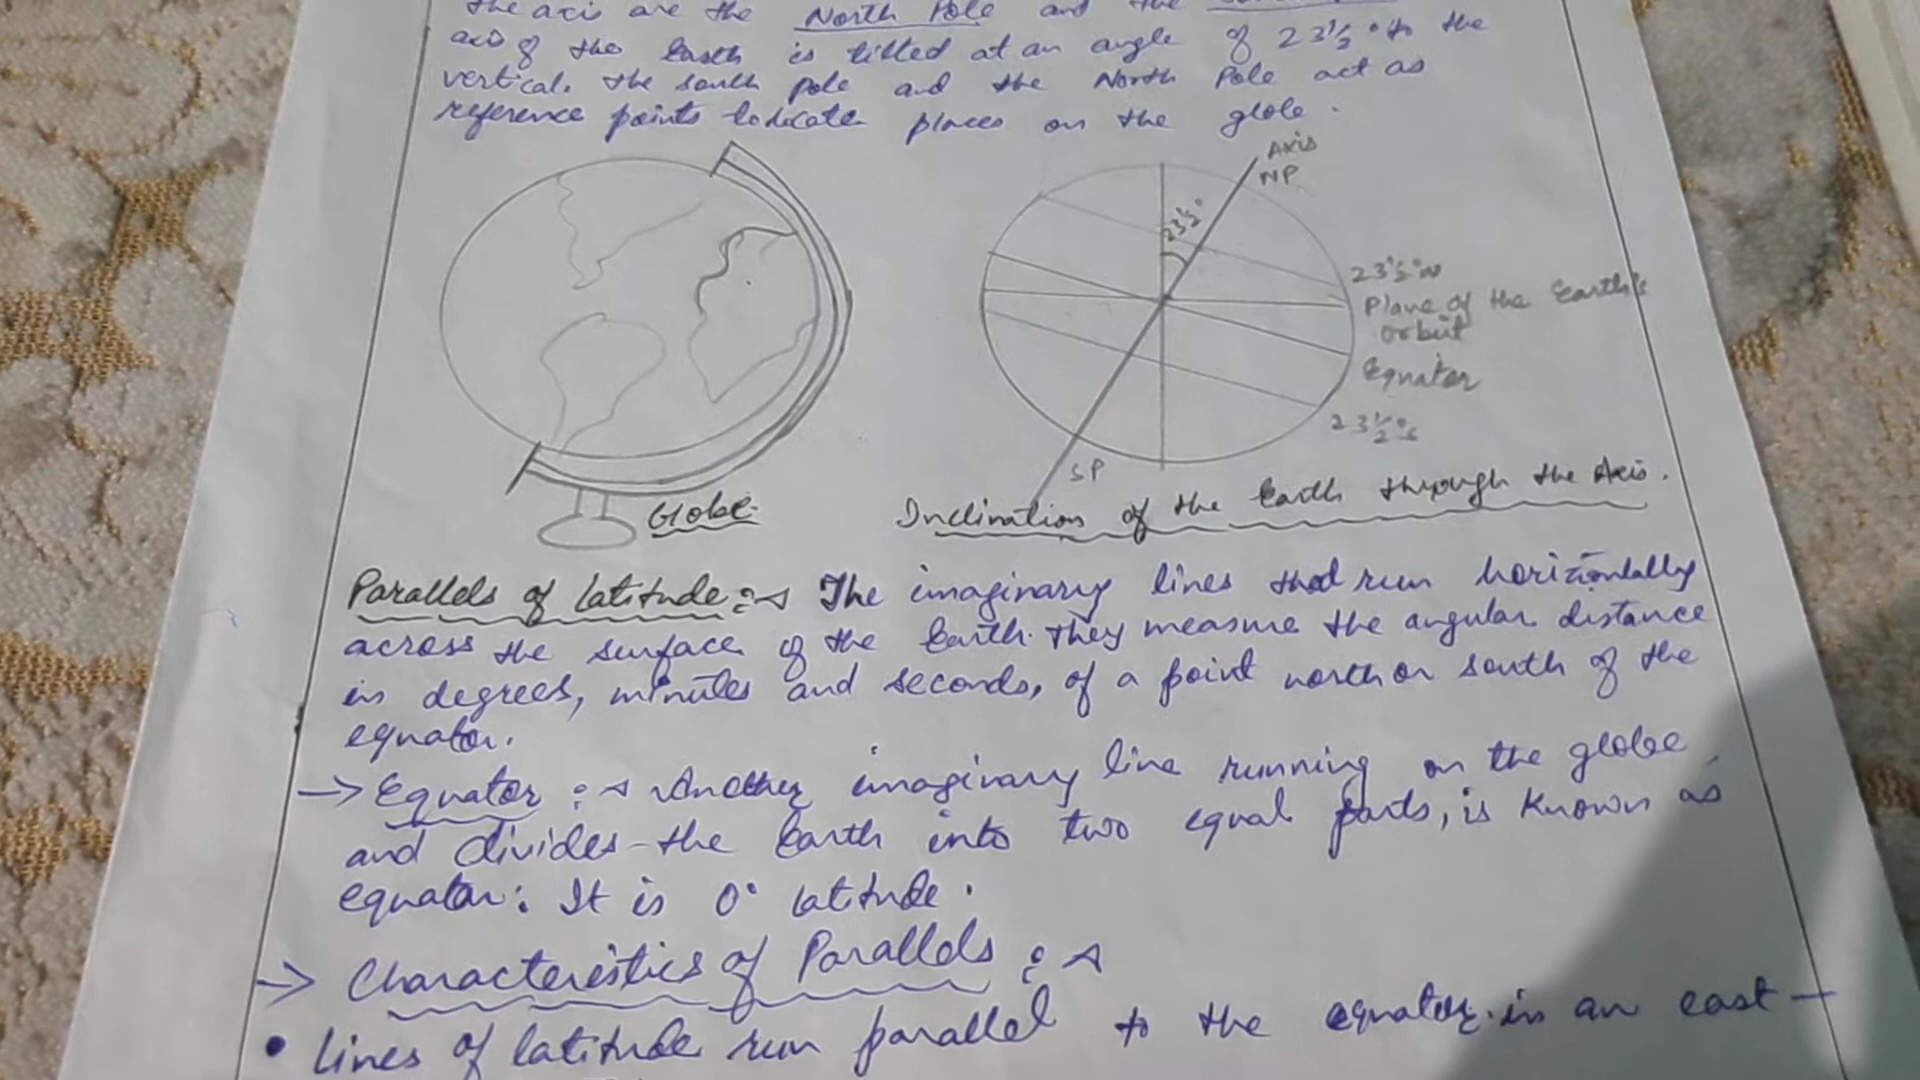 the axis are the North Pole and the
axis of the Earth is tilted at an angle of 23½° to the
vertical. The south pole and the North Pole act as
reference points to locate places on the globe.
Axis
NP
23½°
23½°N
Plane of the Earth's
orbit
Equator
23½°S
SP
Globe
Inclination of the Earth through the Axis.
Parallels of latitude :→ The imaginary lines that run horizontally
across the surface of the Earth. They measure the angular distance
in degrees, minutes and seconds, of a point north or south of the
equator.
→ Equator :→ Another imaginary line running on the globe
and divides the Earth into two equal parts, is known as
equator. It is 0° latitude.
→ Characteristics of Parallels :→
• Lines of latitude run parallel to the equator in an east-